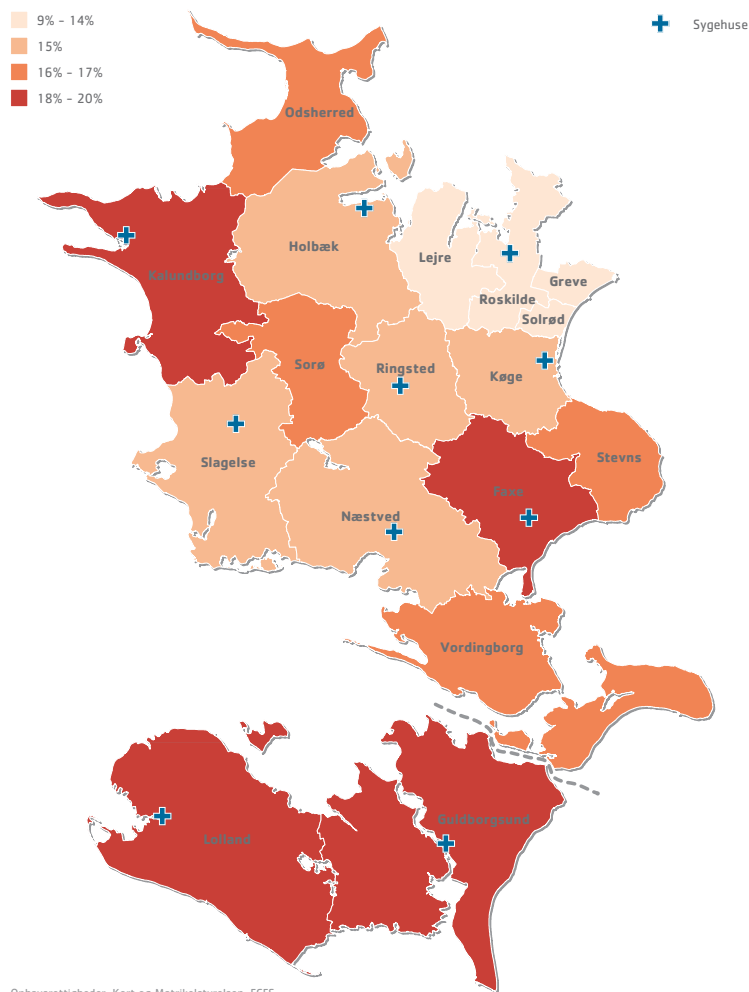 9% - 14%
15%
16% - 17%
18% - 20%
Sygehuse
Odsherred
Kalundborg
Holbæk
Lejre
Greve
Roskilde
Solrød
Sorø
Ringsted
Køge
Slagelse
Stevns
Faxe
Næstved
Vordingborg
Guldborgsund
Lolland